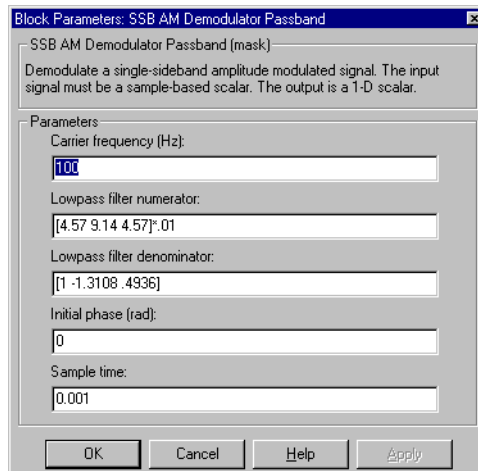 Block Parameters: SSB AM Demodulator Passband
SSB AM Demodulator Passband (mask)
Demodulate a single-sideband amplitude modulated signal. The input
signal must be a sample-based scalar. The output is a 1-D scalar.
Parameters
Carrier frequency (Hz):
100
Lowpass filter numerator:
[4.57 9.14 4.57]*.01
Lowpass filter denominator:
[1 -1.3108 .4936]
Initial phase (rad):
0
Sample time:
0.001
OK Cancel Help Apply